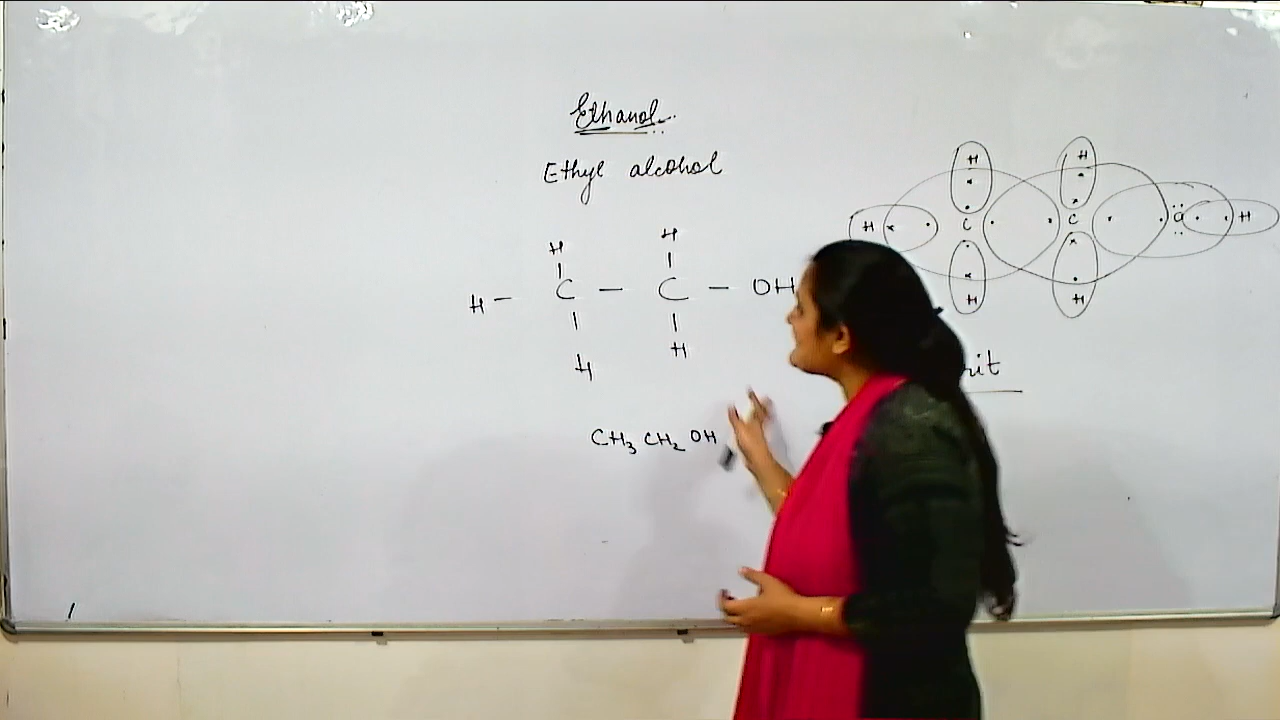 Ethanol
Ethyl alcohol
H H
H - C - C - OH
H H
CH₃ CH₂ OH
H H
H C C O H
H H